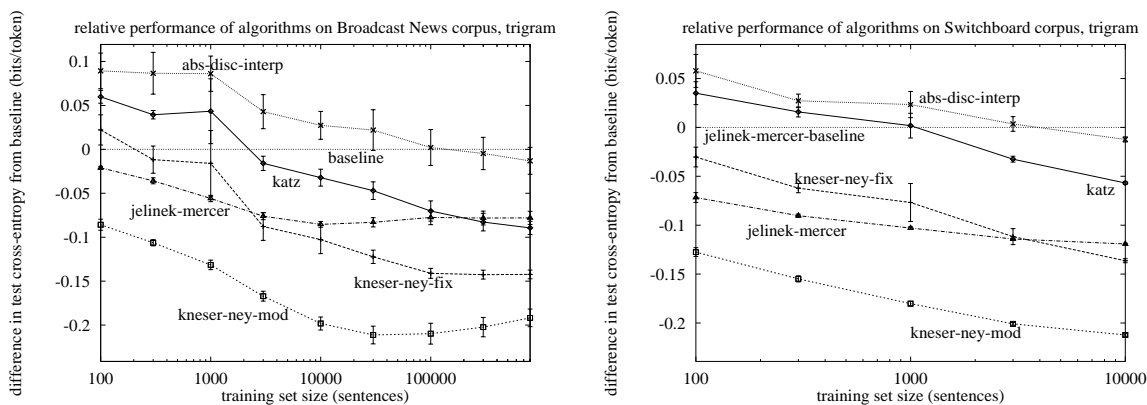 relative performance of algorithms on Broadcast News corpus, trigram
difference in test cross-entropy from baseline (bits/token)
0.1
0.05
0
-0.05
-0.1
-0.15
-0.2
abs-disc-interp
baseline
katz
jelinek-mercer
kneser-ney-fix
kneser-ney-mod
100
1000
10000
100000
training set size (sentences)
relative performance of algorithms on Switchboard corpus, trigram
difference in test cross-entropy from baseline (bits/token)
0.05
0
-0.05
-0.1
-0.15
-0.2
abs-disc-interp
jelinek-mercer-baseline
kneser-ney-fix
katz
jelinek-mercer
kneser-ney-mod
100
1000
10000
training set size (sentences)